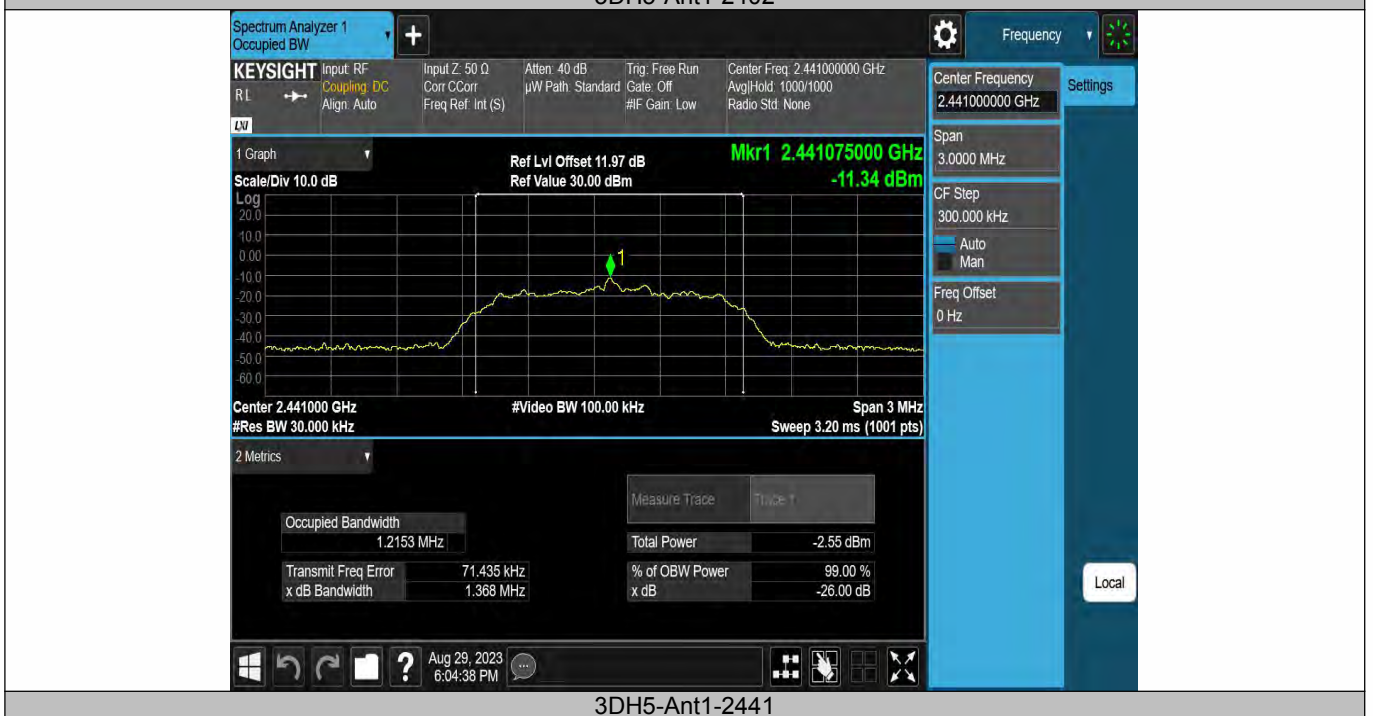 3DH5-Ant1-2402
Spectrum Analyzer 1
Occupied BW
+
Frequency
KEYSIGHT
RL
LXI
Input: RF
Coupling: DC
Align: Auto
Input Z: 50 Ω
Corr CCorr
Freq Ref: Int (S)
Atten: 40 dB
µW Path: Standard
Trig: Free Run
Gate: Off
#IF Gain: Low
Center Freq: 2.441000000 GHz
Avg|Hold: 1000/1000
Radio Std: None
Center Frequency
2.441000000 GHz
Settings
Span
3.0000 MHz
CF Step
300.000 kHz
Auto
Man
Freq Offset
0 Hz
Local
1 Graph
Scale/Div 10.0 dB
Ref Lvl Offset 11.97 dB
Ref Value 30.00 dBm
Mkr1 2.441075000 GHz
-11.34 dBm
Log
20.0
10.0
0.00
-10.0
-20.0
-30.0
-40.0
-50.0
-60.0
1
Center 2.441000 GHz
#Res BW 30.000 kHz
#Video BW 100.00 kHz
Span 3 MHz
Sweep 3.20 ms (1001 pts)
2 Metrics
Measure Trace Trace 1
Occupied Bandwidth
1.2153 MHz
Total Power -2.55 dBm
Transmit Freq Error 71.435 kHz
% of OBW Power 99.00 %
x dB Bandwidth 1.368 MHz
x dB -26.00 dB
?
Aug 29, 2023
6:04:38 PM
3DH5-Ant1-2441